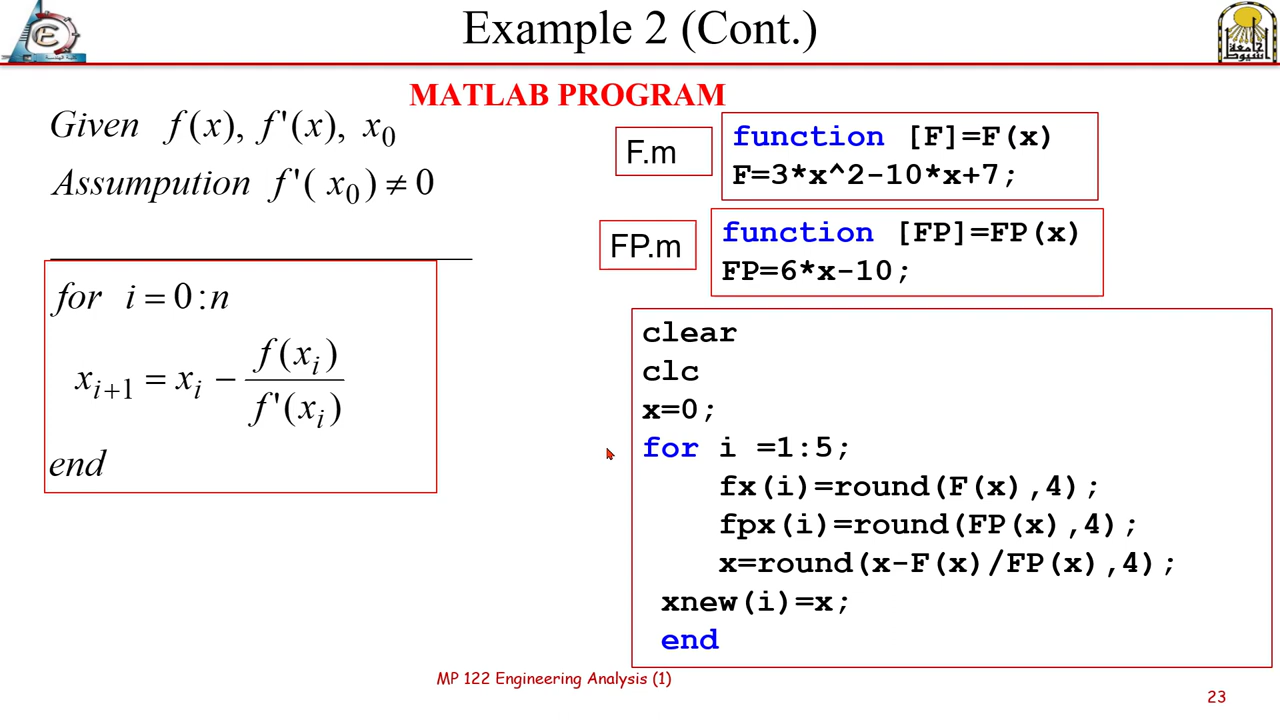 Example 2 (Cont.)
MATLAB PROGRAM
Given f(x), f'(x), x₀
Assumpution f'( x₀ ) ≠ 0
for i = 0 : n
xᵢ₊₁ = xᵢ − f(xᵢ) / f'(xᵢ)
end
F.m
function [F]=F(x)
F=3*x^2-10*x+7;
FP.m
function [FP]=FP(x)
FP=6*x-10;
clear
clc
x=0;
for i =1:5;
fx(i)=round(F(x),4);
fpx(i)=round(FP(x),4);
x=round(x-F(x)/FP(x),4);
xnew(i)=x;
end
MP 122 Engineering Analysis (1)
23
جامعة
أسيوط